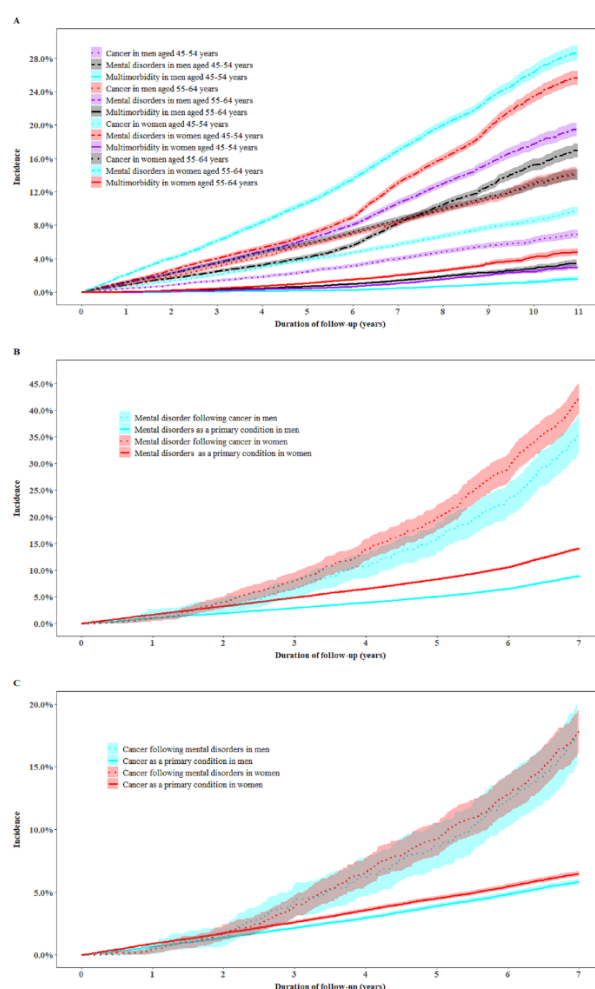 A
28.0%
24.0%
20.0%
16.0%
12.0%
8.0%
4.0%
0.0%
Incidence
Cancer in men aged 45-54 years
Mental disorders in men aged 45-54 years
Multimorbidity in men aged 45-54 years
Cancer in men aged 55-64 years
Mental disorders in men aged 55-64 years
Multimorbidity in men aged 55-64 years
Cancer in women aged 45-54 years
Mental disorders in women aged 45-54 years
Multimorbidity in women aged 45-54 years
Cancer in women aged 55-64 years
Mental disorders in women aged 55-64 years
Multimorbidity in women aged 55-64 years
0 1 2 3 4 5 6 7 8 9 10 11
Duration of follow-up (years)
B
45.0%
40.0%
35.0%
30.0%
25.0%
20.0%
15.0%
10.0%
5.0%
0.0%
Incidence
Mental disorder following cancer in men
Mental disorders as a primary condition in men
Mental disorder following cancer in women
Mental disorders as a primary condition in women
0 1 2 3 4 5 6 7
Duration of follow-up (years)
C
20.0%
15.0%
10.0%
5.0%
0.0%
Incidence
Cancer following mental disorders in men
Cancer as a primary condition in men
Cancer following mental disorders in women
Cancer as a primary condition in women
0 1 2 3 4 5 6 7
Duration of follow-up (years)